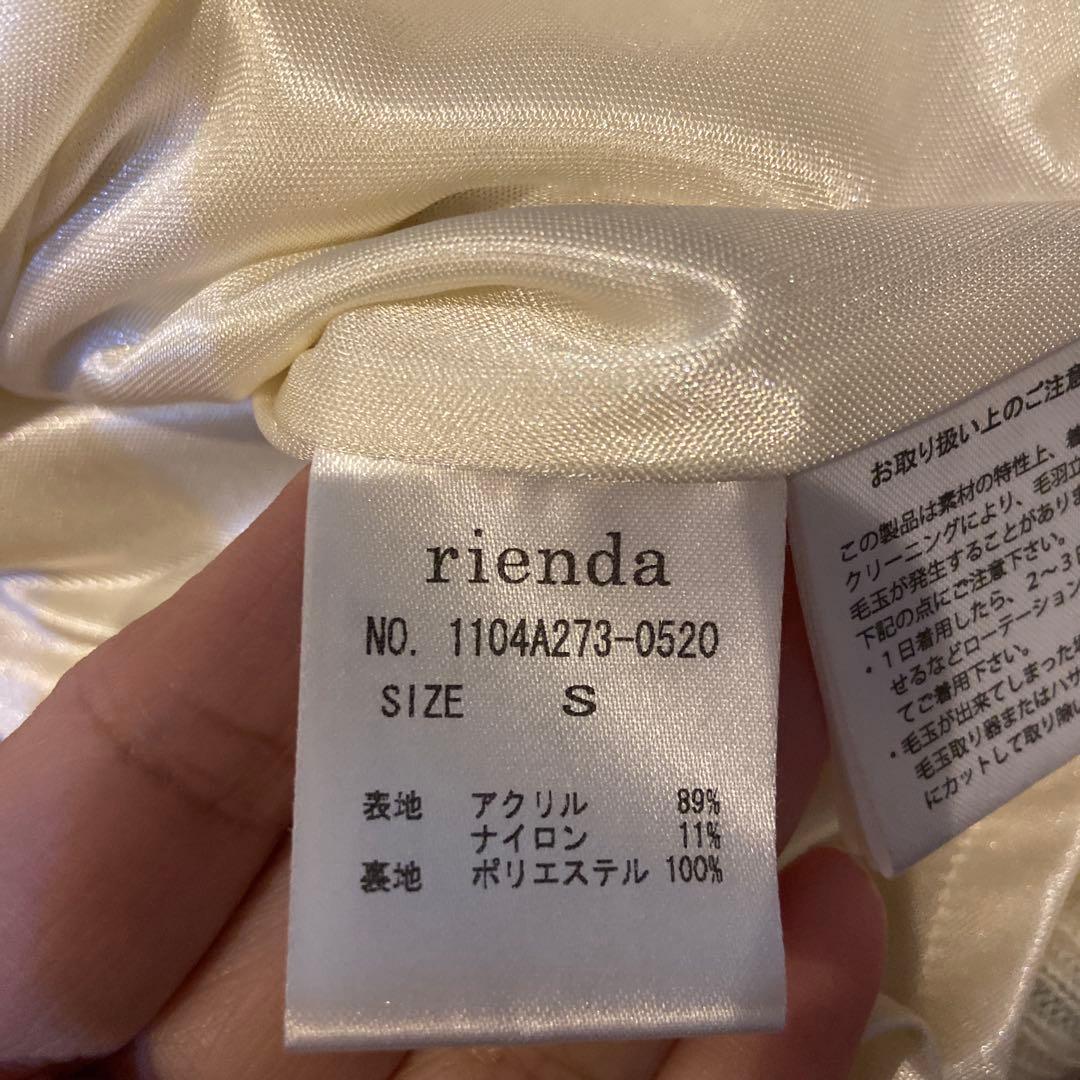 rienda
NO. 1104A273-0520
SIZE S
表地 アクリル 89%
ナイロン 11%
裏地 ポリエステル 100%
お取り扱い上のご注意
この製品は素材の特性上、着
クリーニングにより、毛羽立
毛玉が発生することがありま
下記の点にご注意下さい。
・1日着用したら、2〜3日
せるなどローテーション
てご着用下さい。
・毛玉が出来てしまった場
毛玉取り器またはハサ
にカットして取り除い